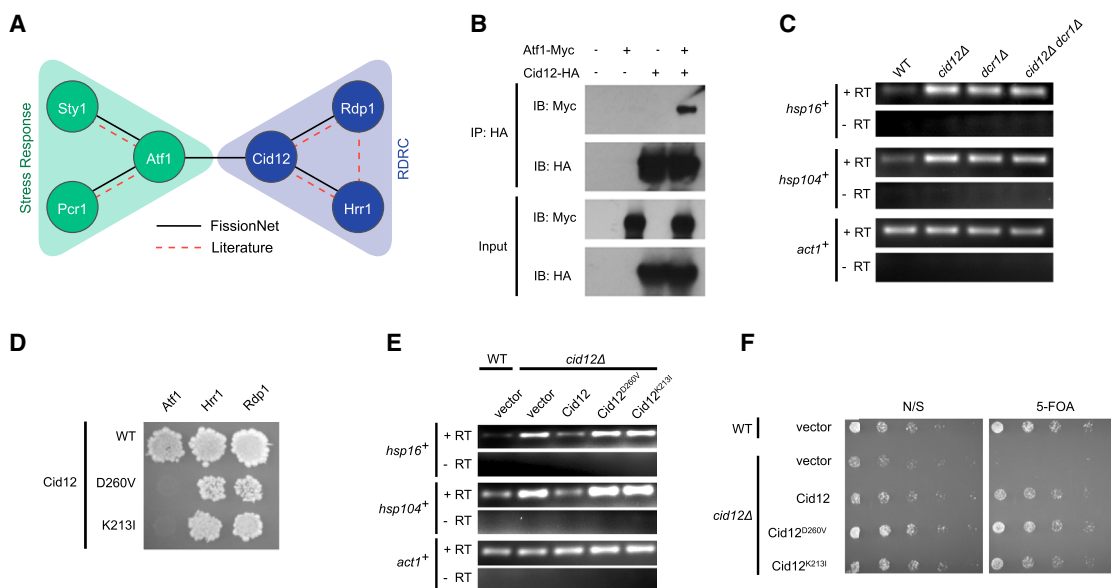 A
Stress Response
Sty1
Atf1
Pcr1
Cid12
Rdp1
Hrr1
RDRC
FissionNet
Literature
B
Atf1-Myc - + - +
Cid12-HA - - + +
IP: HA
IB: Myc
IB: HA
Input
IB: Myc
IB: HA
C
WT cid12Δ dcr1Δ cid12Δ dcr1Δ
hsp16+
+ RT
- RT
hsp104+
+ RT
- RT
act1+
+ RT
- RT
D
Atf1 Hrr1 Rdp1
Cid12
WT
D260V
K213I
E
WT cid12Δ
vector vector Cid12 Cid12D260V Cid12K213I
hsp16+
+ RT
- RT
hsp104+
+ RT
- RT
act1+
+ RT
- RT
F
N/S 5-FOA
WT vector
cid12Δ
vector
Cid12
Cid12D260V
Cid12K213I